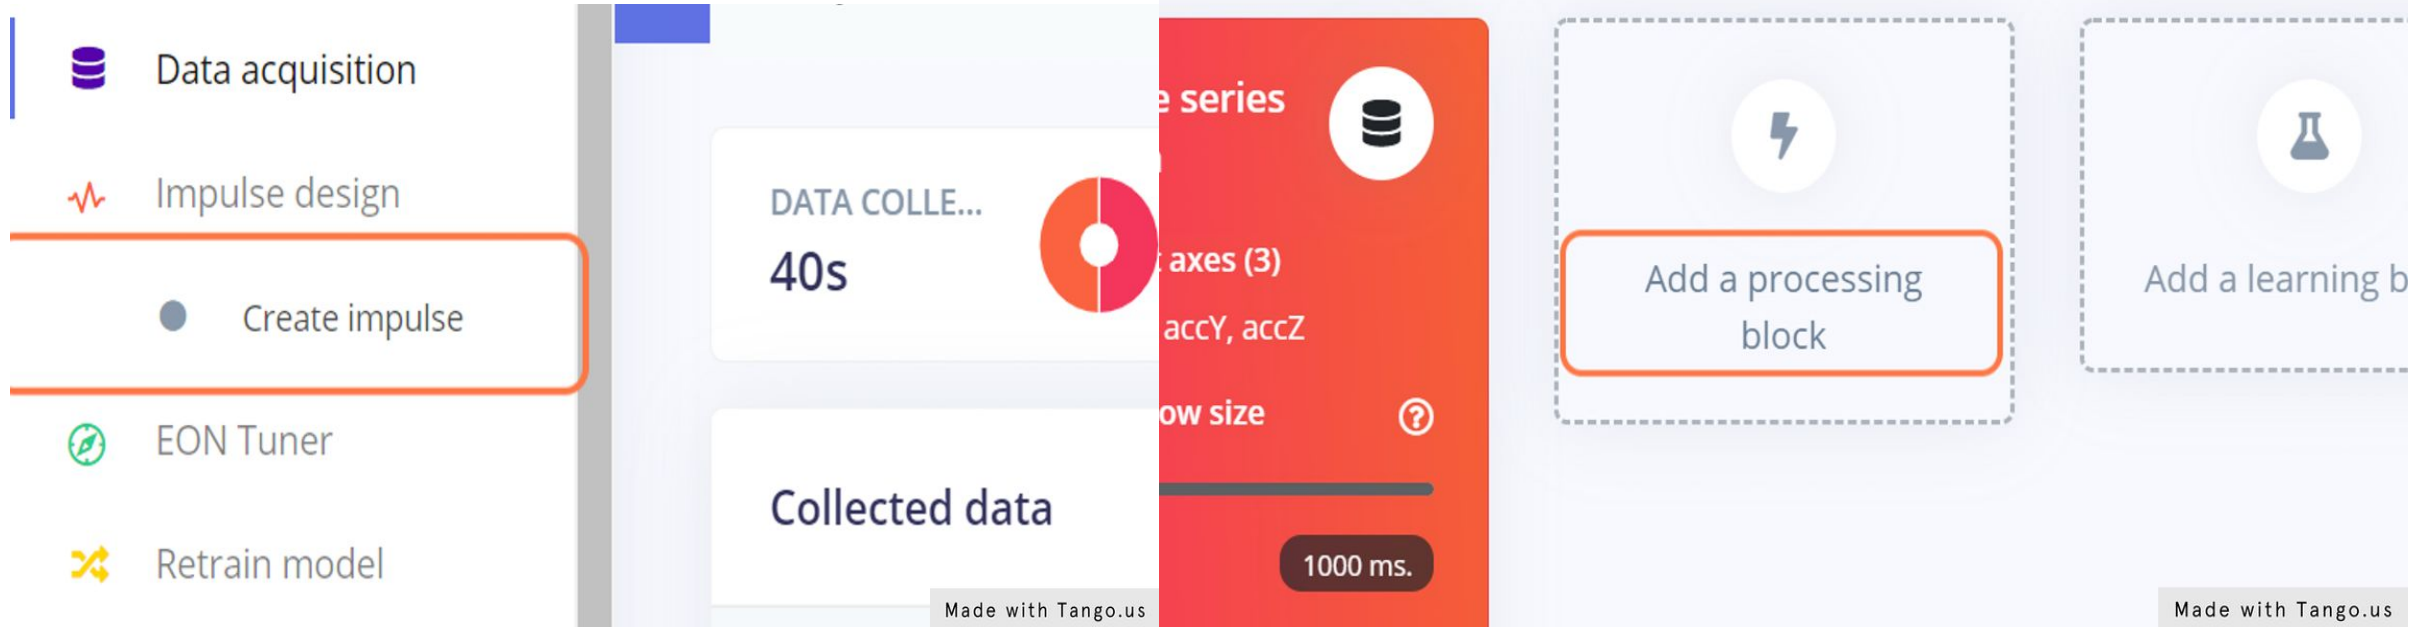 Data acquisition
Impulse design
Create impulse
EON Tuner
Retrain model
DATA COLLE...
40s
Collected data
Made with Tango.us
e series
axes (3)
accY, accZ
ow size
1000 ms.
Add a processing
block
Add a learning b
Made with Tango.us